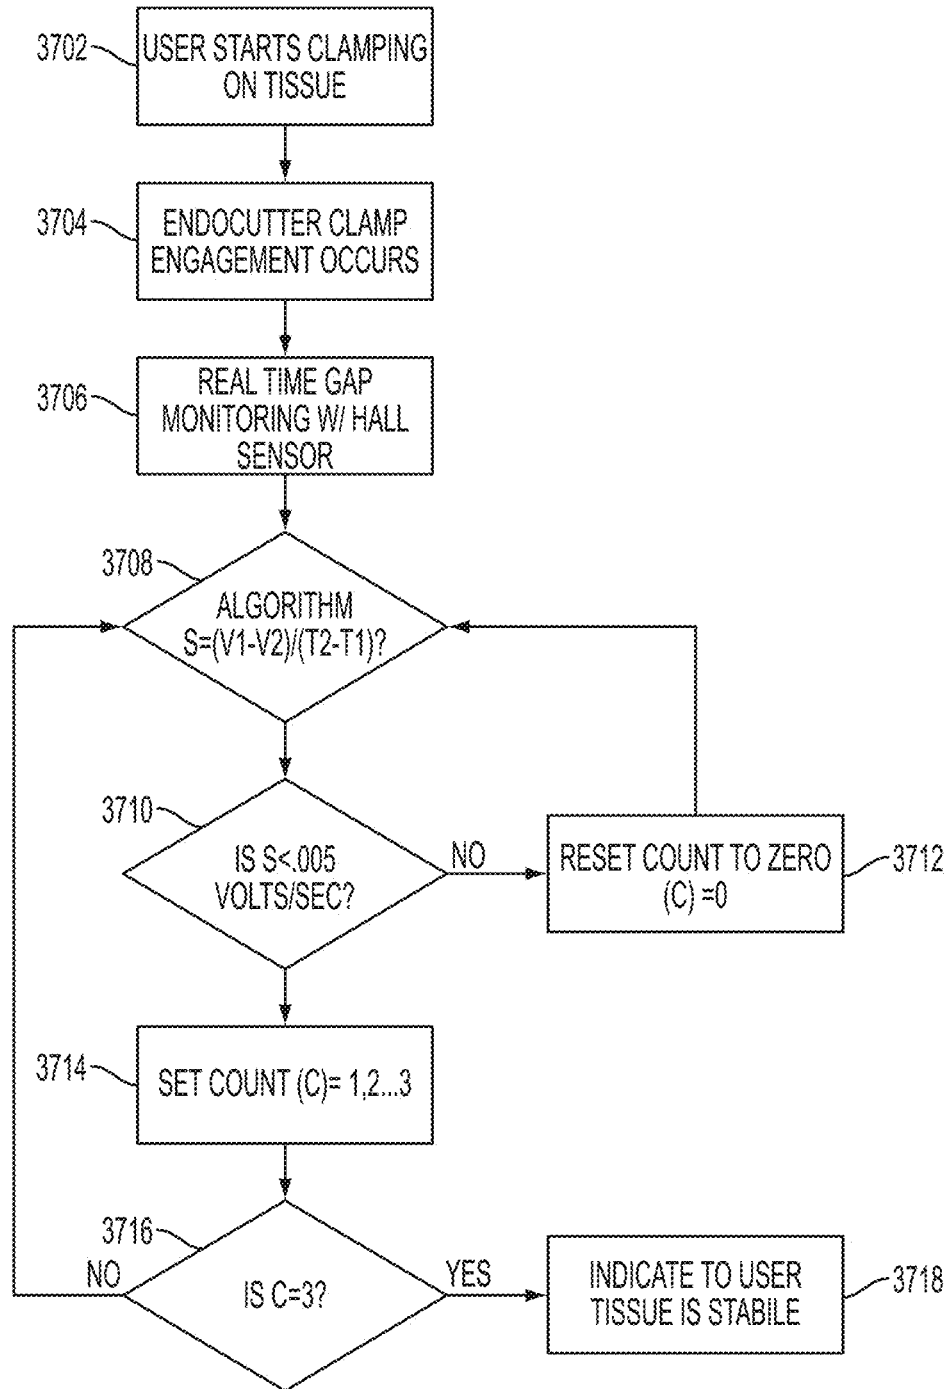 3702
USER STARTS CLAMPING
ON TISSUE
3704
ENDOCUTTER CLAMP
ENGAGEMENT OCCURS
3706
REAL TIME GAP
MONITORING W/ HALL
SENSOR
3708
ALGORITHM
S=(V1-V2)/(T2-T1)?
3710
IS S<.005
VOLTS/SEC?
NO
RESET COUNT TO ZERO
(C) =0
3712
3714
SET COUNT (C)= 1,2...3
3716
NO
IS C=3?
YES
INDICATE TO USER
TISSUE IS STABILE
3718